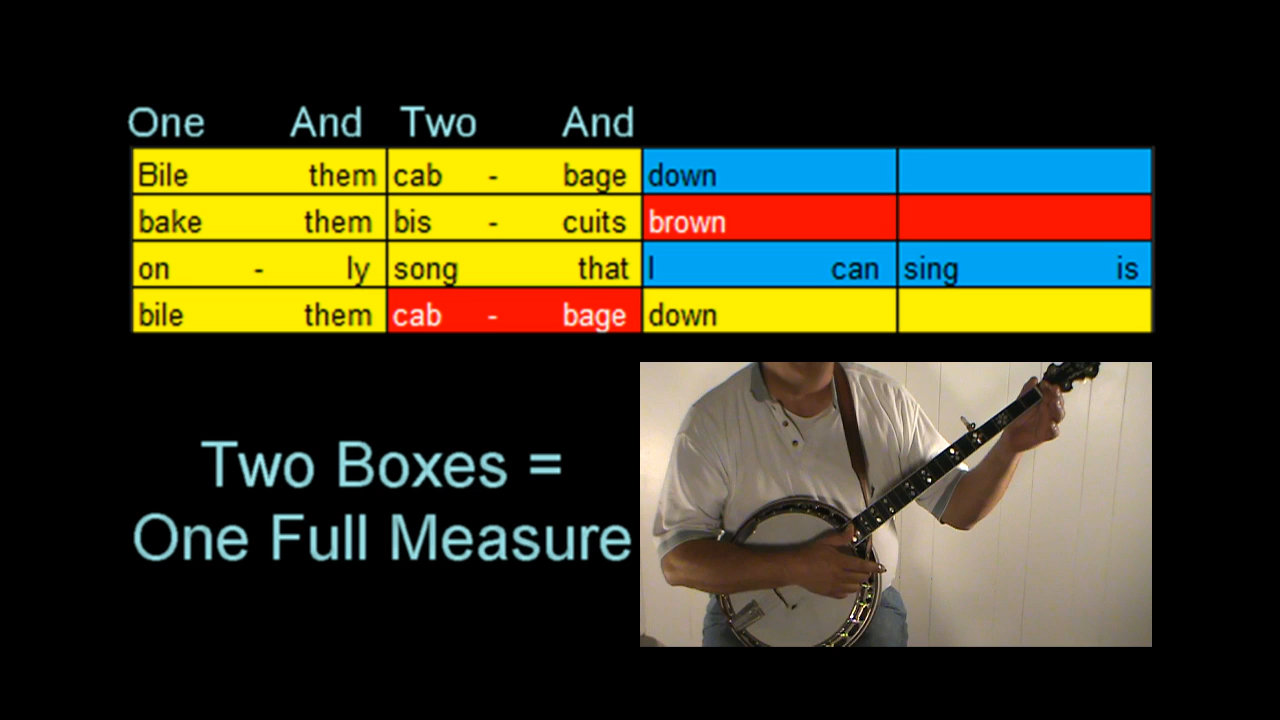 One And Two And
Bile them cab - bage down
bake them bis - cuits brown
on - ly song that I can sing is
bile them cab - bage down
Two Boxes =
One Full Measure